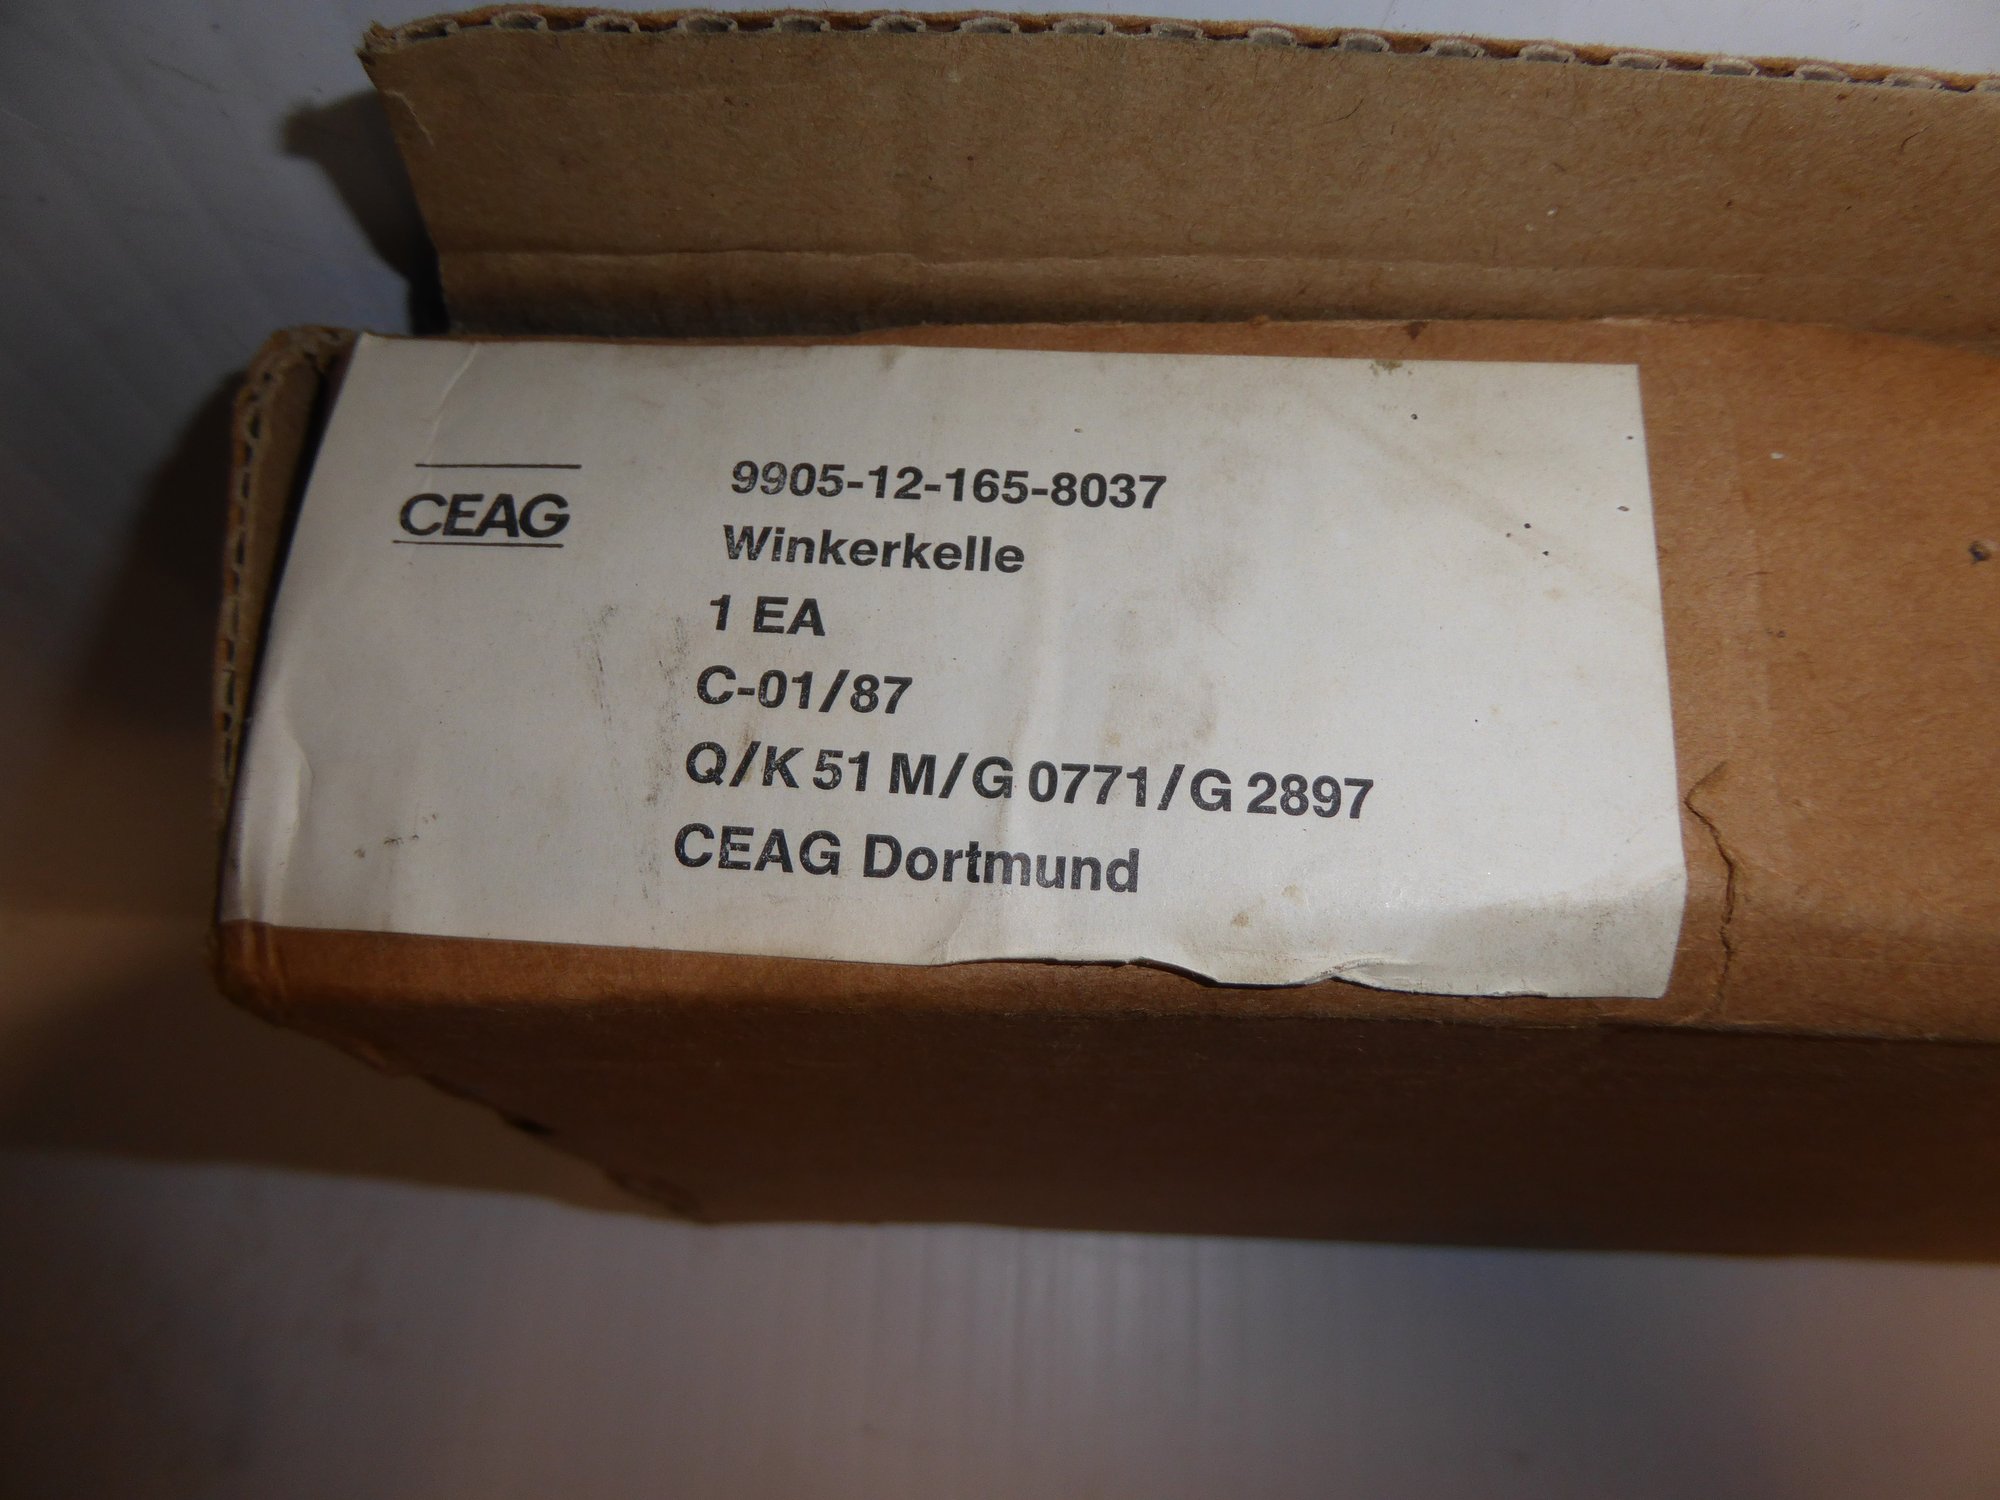 CEAG
9905-12-165-8037
Winkerkelle
1 EA
C-01/87
Q/K 51 M/G 0771/G 2897
CEAG Dortmund